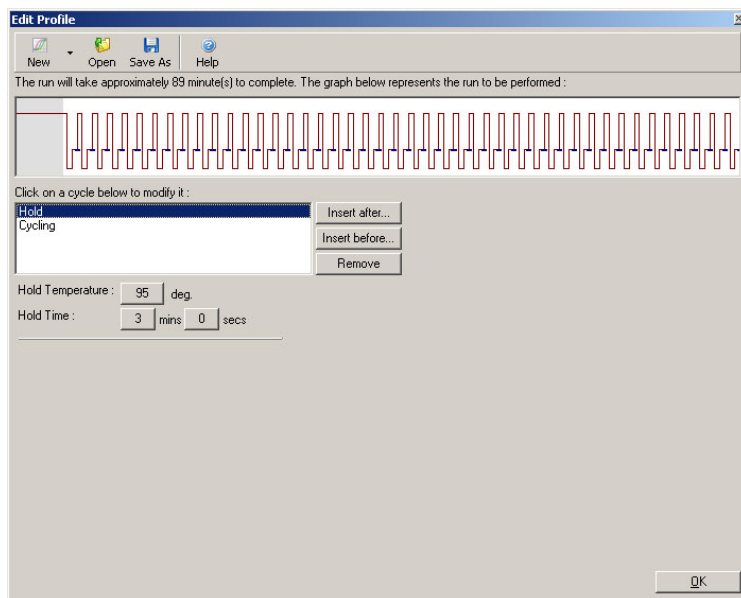 Edit Profile
New Open Save As Help
The run will take approximately 89 minute(s) to complete. The graph below represents the run to be performed :
Click on a cycle below to modify it :
Hold
Cycling
Insert after...
Insert before...
Remove
Hold Temperature : 95 deg.
Hold Time : 3 mins 0 secs
OK